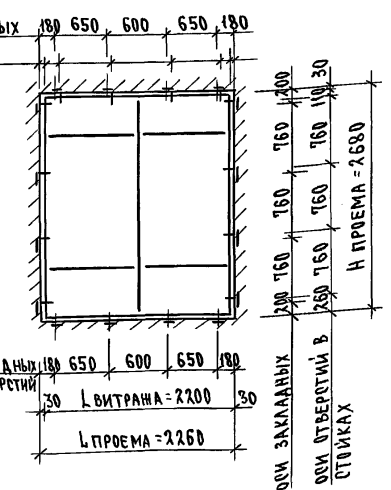 ЫХ 180 650 600 650 180
200 760 760 760 200
30 110 760 760 760 260
H ПРОЕМА = 2680
ДНЫХ 180 650 600 650 180
РСТИЙ
30 L ВИТРАЖА = 2200 30
L ПРОЕМА = 2260
ОСИ ЗАКЛАДНЫХ
ОСИ ОТВЕРСТИЙ В
СТОЙКАХ